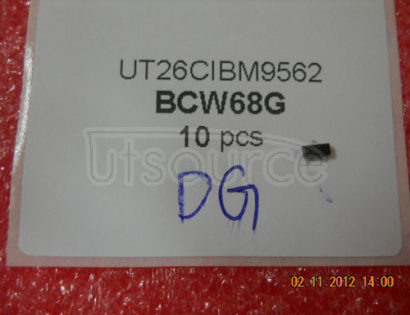 UT26CIBM9562
BCW68G
10 pcs
Utsource
DG
02-11-2012 14:00